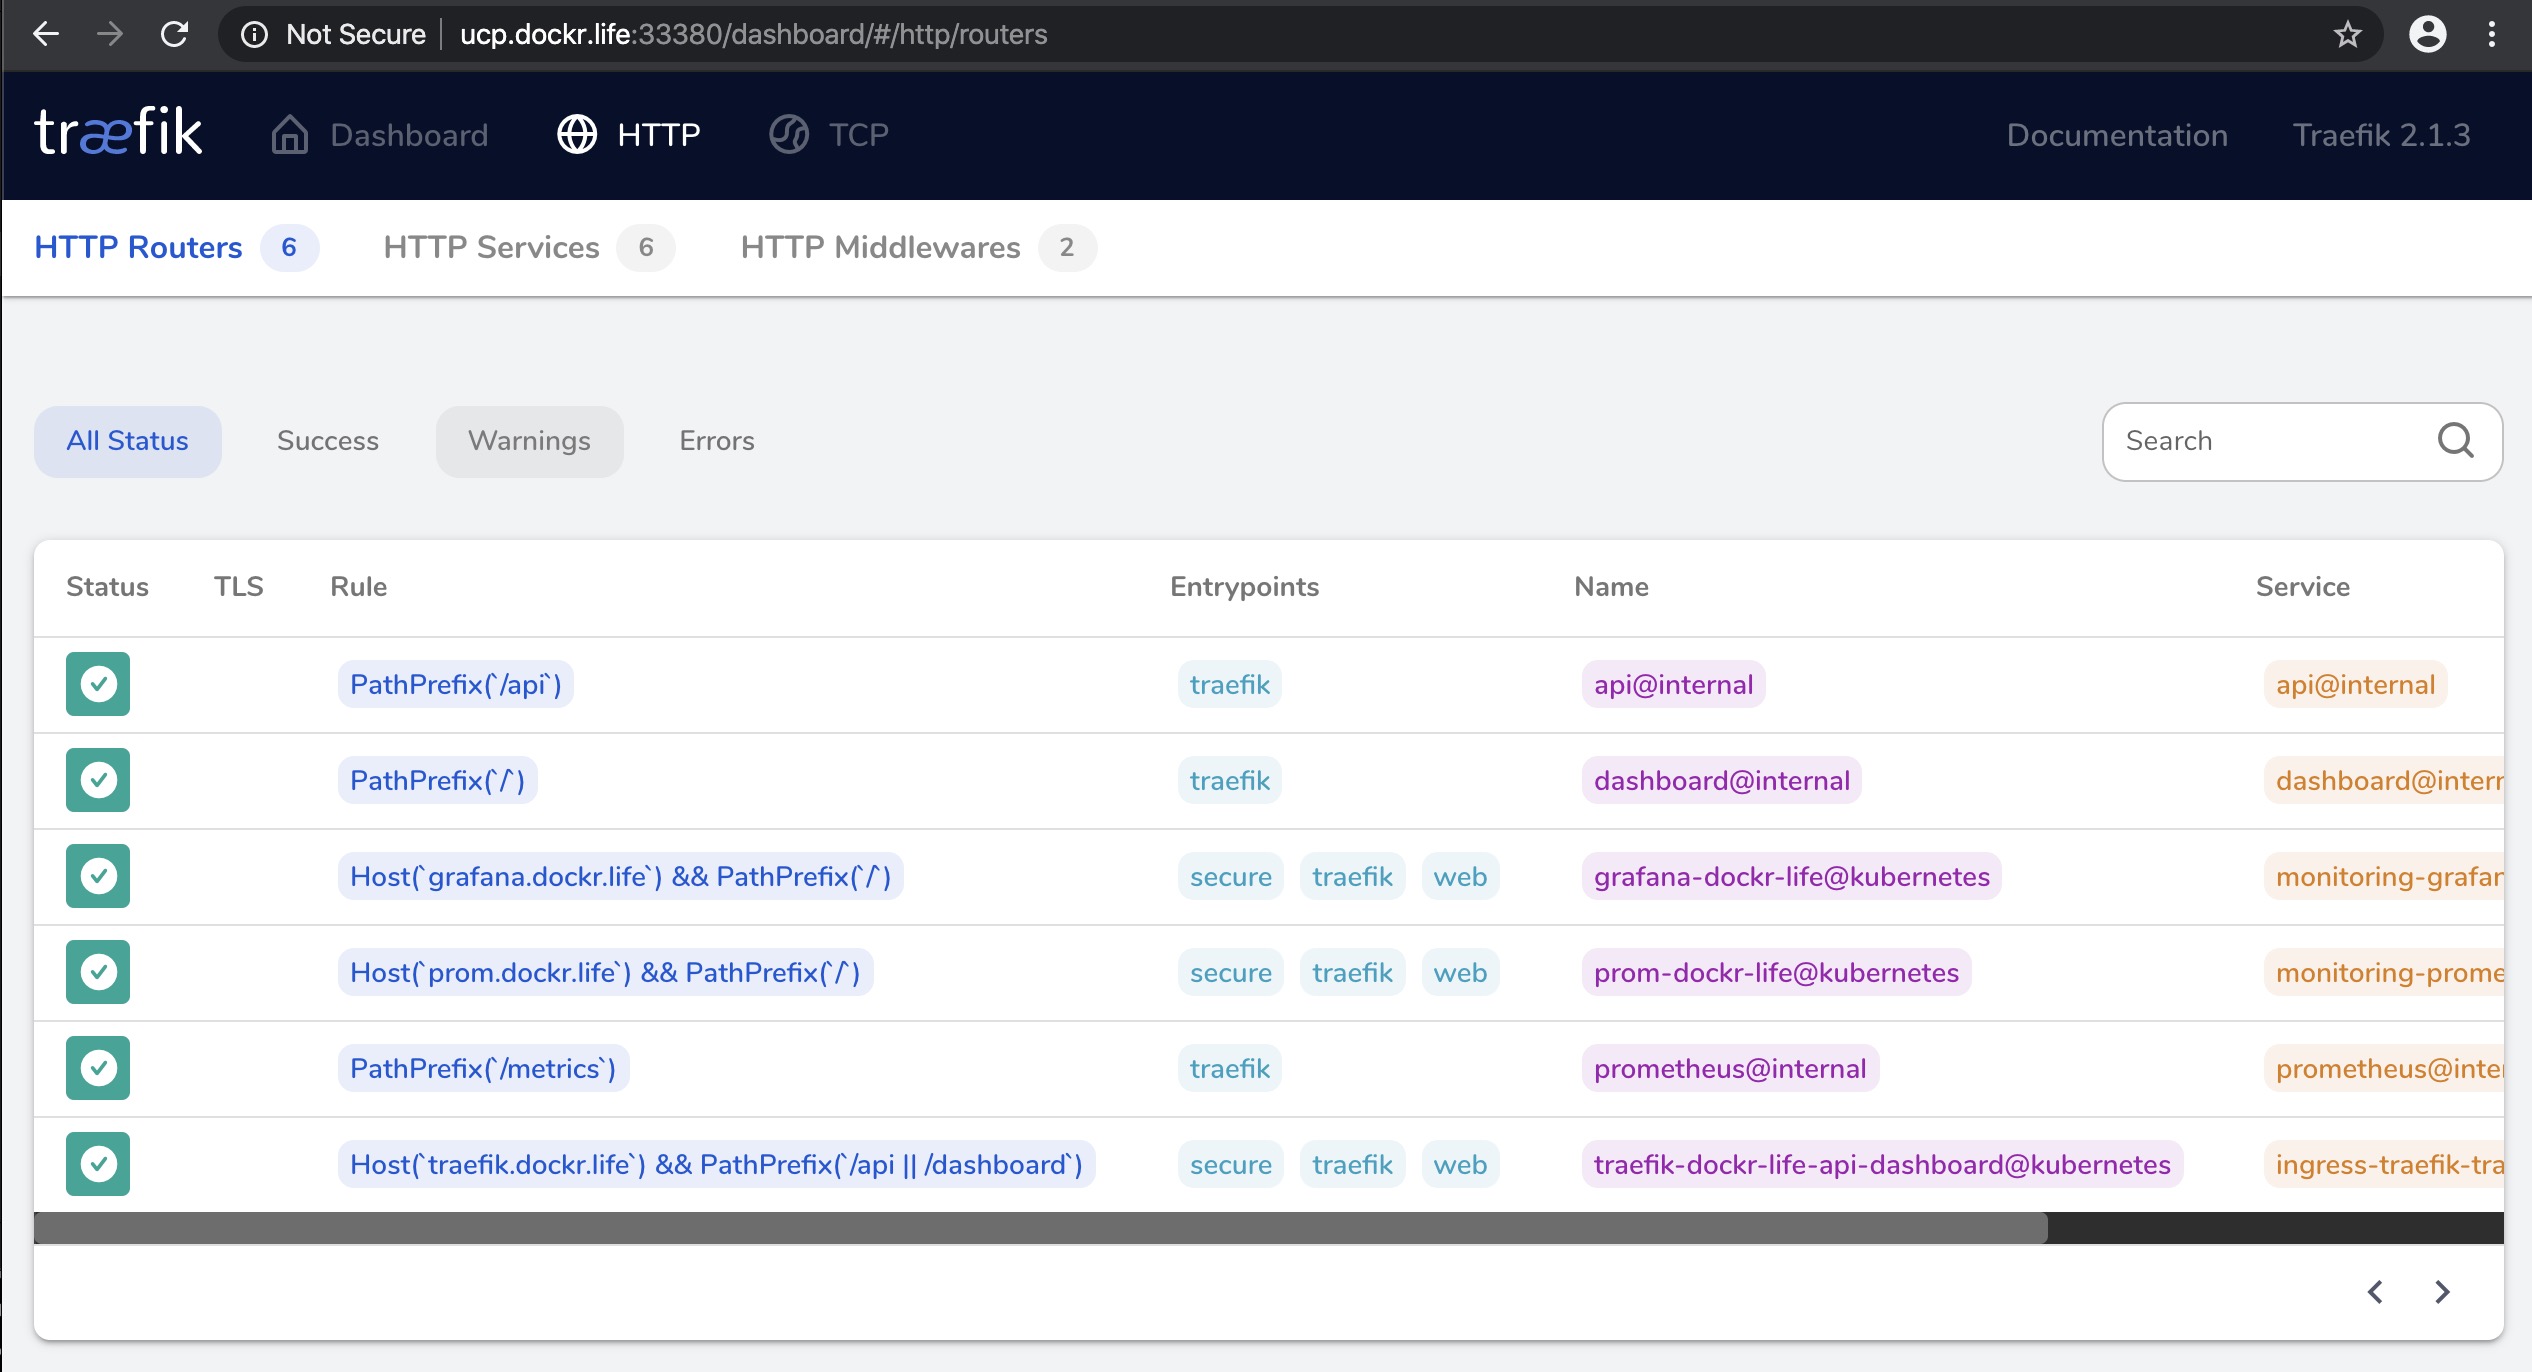 Not Secure | ucp.dockr.life:33380/dashboard/#/http/routers
træfik Dashboard HTTP TCP Documentation Traefik 2.1.3
HTTP Routers 6 HTTP Services 6 HTTP Middlewares 2
All Status Success Warnings Errors Search
Status TLS Rule Entrypoints Name Service
PathPrefix(`/api`) traefik api@internal api@internal
PathPrefix(`/`) traefik dashboard@internal dashboard@intern
Host(`grafana.dockr.life`) && PathPrefix(`/`) secure traefik web grafana-dockr-life@kubernetes monitoring-grafan
Host(`prom.dockr.life`) && PathPrefix(`/`) secure traefik web prom-dockr-life@kubernetes monitoring-prome
PathPrefix(`/metrics`) traefik prometheus@internal prometheus@inter
Host(`traefik.dockr.life`) && PathPrefix(`/api || /dashboard`) secure traefik web traefik-dockr-life-api-dashboard@kubernetes ingress-traefik-tra